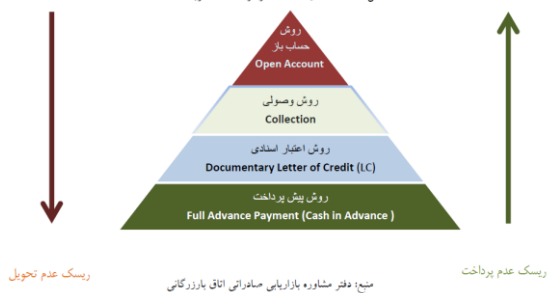 روش
حساب باز
Open Account
روش وصولی
Collection
روش اعتبار اسنادی
Documentary Letter of Credit (LC)
روش پیش پرداخت
Full Advance Payment (Cash in Advance )
ریسک عدم پرداخت
ریسک عدم تحویل
منبع: دفتر مشاوره بازاریابی صادراتی اتاق بازرگانی